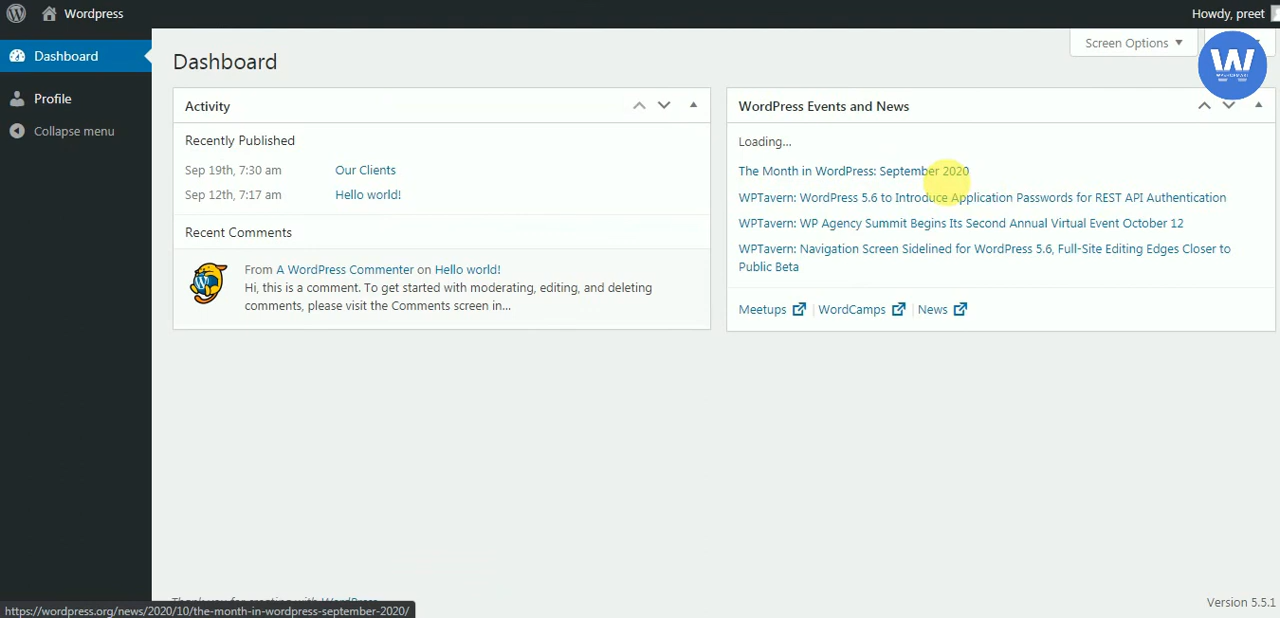 Wordpress
Howdy, preet
Dashboard
Profile
Collapse menu
Dashboard
Screen Options
W
Activity
Recently Published
Sep 19th, 7:30 am Our Clients
Sep 12th, 7:17 am Hello world!
Recent Comments
From A WordPress Commenter on Hello world!
Hi, this is a comment. To get started with moderating, editing, and deleting
comments, please visit the Comments screen in...
WordPress Events and News
Loading...
The Month in WordPress: September 2020
WPTavern: WordPress 5.6 to Introduce Application Passwords for REST API Authentication
WPTavern: WP Agency Summit Begins Its Second Annual Virtual Event October 12
WPTavern: Navigation Screen Sidelined for WordPress 5.6, Full-Site Editing Edges Closer to
Public Beta
Meetups | WordCamps | News
Thank you for creating with WordPress
Version 5.5.1
https://wordpress.org/news/2020/10/the-month-in-wordpress-september-2020/